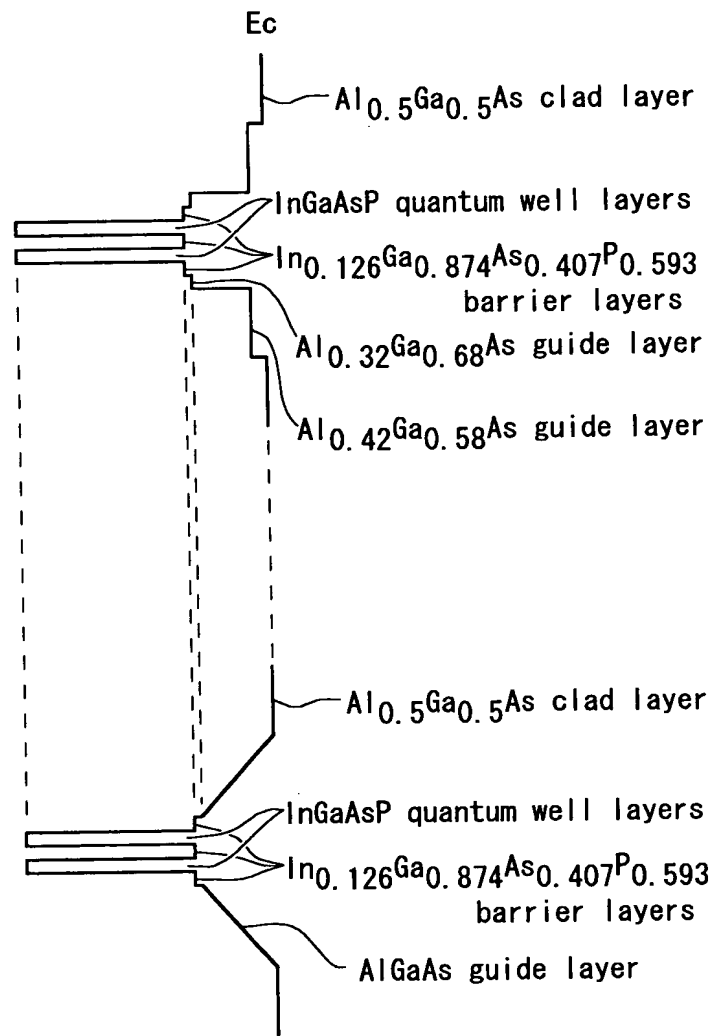 Ec
Al0.5Ga0.5As clad layer
InGaAsP quantum well layers
In0.126Ga0.874As0.407P0.593
barrier layers
Al0.32Ga0.68As guide layer
Al0.42Ga0.58As guide layer
Al0.5Ga0.5As clad layer
InGaAsP quantum well layers
In0.126Ga0.874As0.407P0.593
barrier layers
AlGaAs guide layer